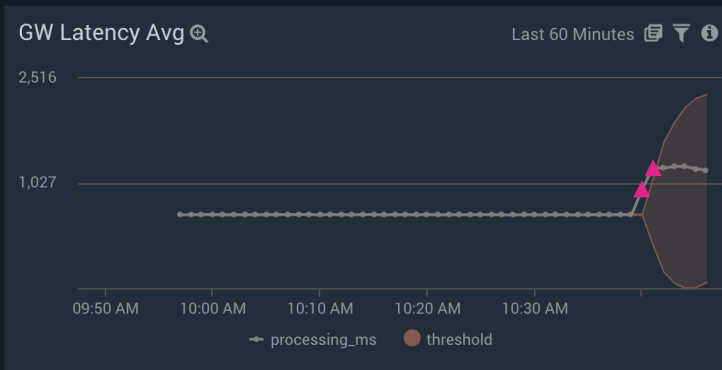 GW Latency Avg
Last 60 Minutes
2,516
1,027
09:50 AM 10:00 AM 10:10 AM 10:20 AM 10:30 AM
processing_ms threshold